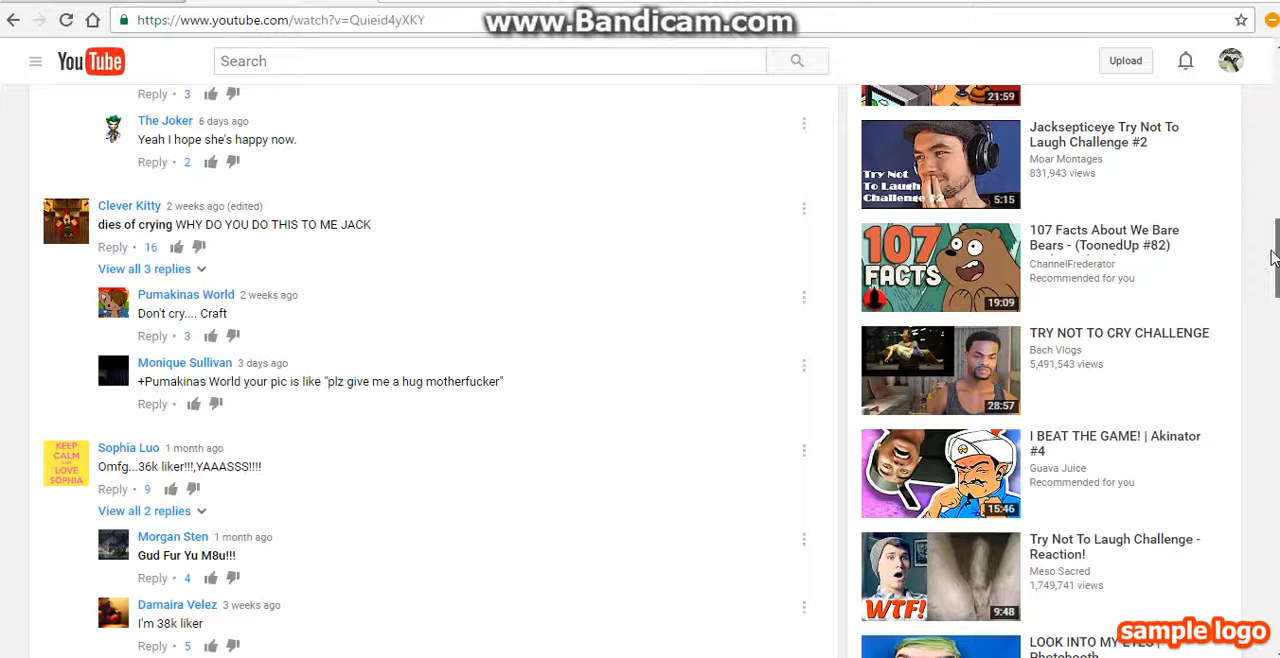 https://www.youtube.com/watch?v=Quieid4yXKY
www.Bandicam.com
YouTube
Search
Upload
Reply • 3
The Joker 6 days ago
Yeah I hope she's happy now.
Reply • 2
Clever Kitty 2 weeks ago (edited)
dies of crying WHY DO YOU DO THIS TO ME JACK
Reply • 16
View all 3 replies
Pumakinas World 2 weeks ago
Don't cry.... Craft
Reply • 3
Monique Sullivan 3 days ago
+Pumakinas World your pic is like "plz give me a hug motherfucker"
Reply •
KEEP
CALM
AND
LOVE
SOPHIA
Sophia Luo 1 month ago
Omfg...36k liker!!!,YAAASSS!!!!
Reply • 9
View all 2 replies
Morgan Sten 1 month ago
Gud Fur Yu M8u!!!
Reply • 4
Damaira Velez 3 weeks ago
I'm 38k liker
Reply • 5
21:59
Try Not
To Laugh
Challenge #2
5:15
Jacksepticeye Try Not To
Laugh Challenge #2
Moar Montages
831,943 views
107
FACTS
19:09
107 Facts About We Bare
Bears - (ToonedUp #82)
ChannelFrederator
Recommended for you
28:57
TRY NOT TO CRY CHALLENGE
Bach Vlogs
5,491,543 views
15:46
I BEAT THE GAME! | Akinator
#4
Guava Juice
Recommended for you
WTF!
9:48
Try Not To Laugh Challenge -
Reaction!
Meso Sacred
1,749,741 views
LOOK INTO MY EYES |
Photobooth
sample logo